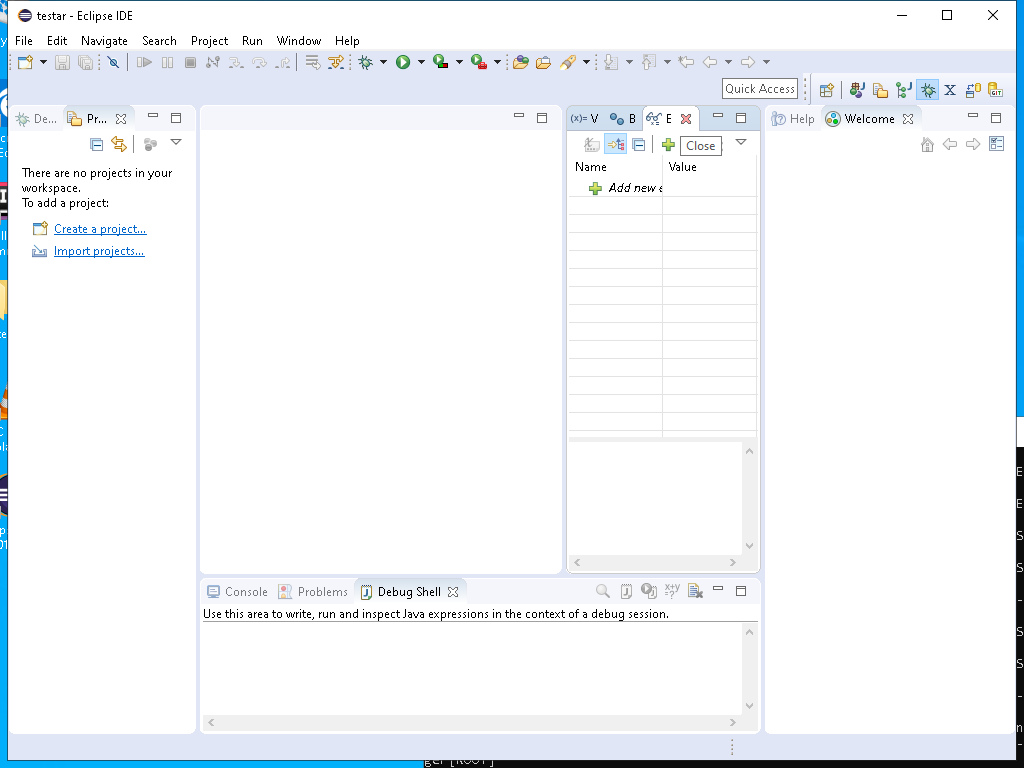 testar - Eclipse IDE
File Edit Navigate Search Project Run Window Help
Quick Access
De... Pr... (x)= V B E Help Welcome
Close
There are no projects in your
workspace.
To add a project:
Create a project...
Import projects...
Name Value
Add new e
Console Problems Debug Shell
Use this area to write, run and inspect Java expressions in the context of a debug session.